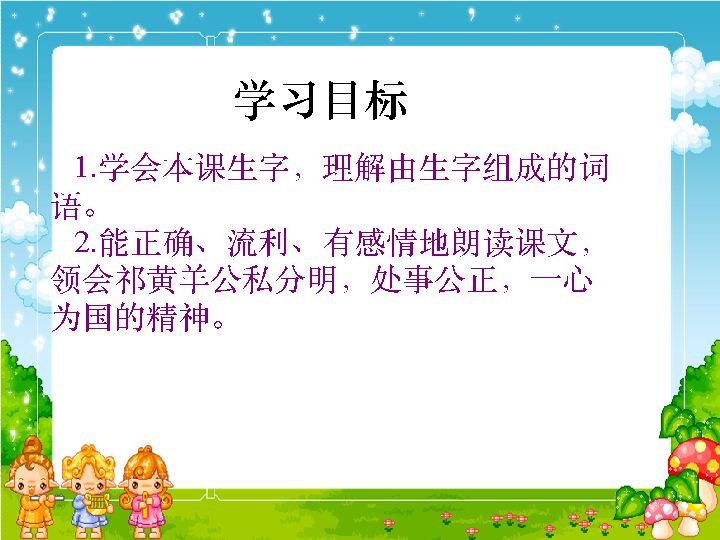 学习目标
1.学会本课生字，理解由生字组成的词
语。
2.能正确、流利、有感情地朗读课文，
领会祁黄羊公私分明，处事公正，一心
为国的精神。